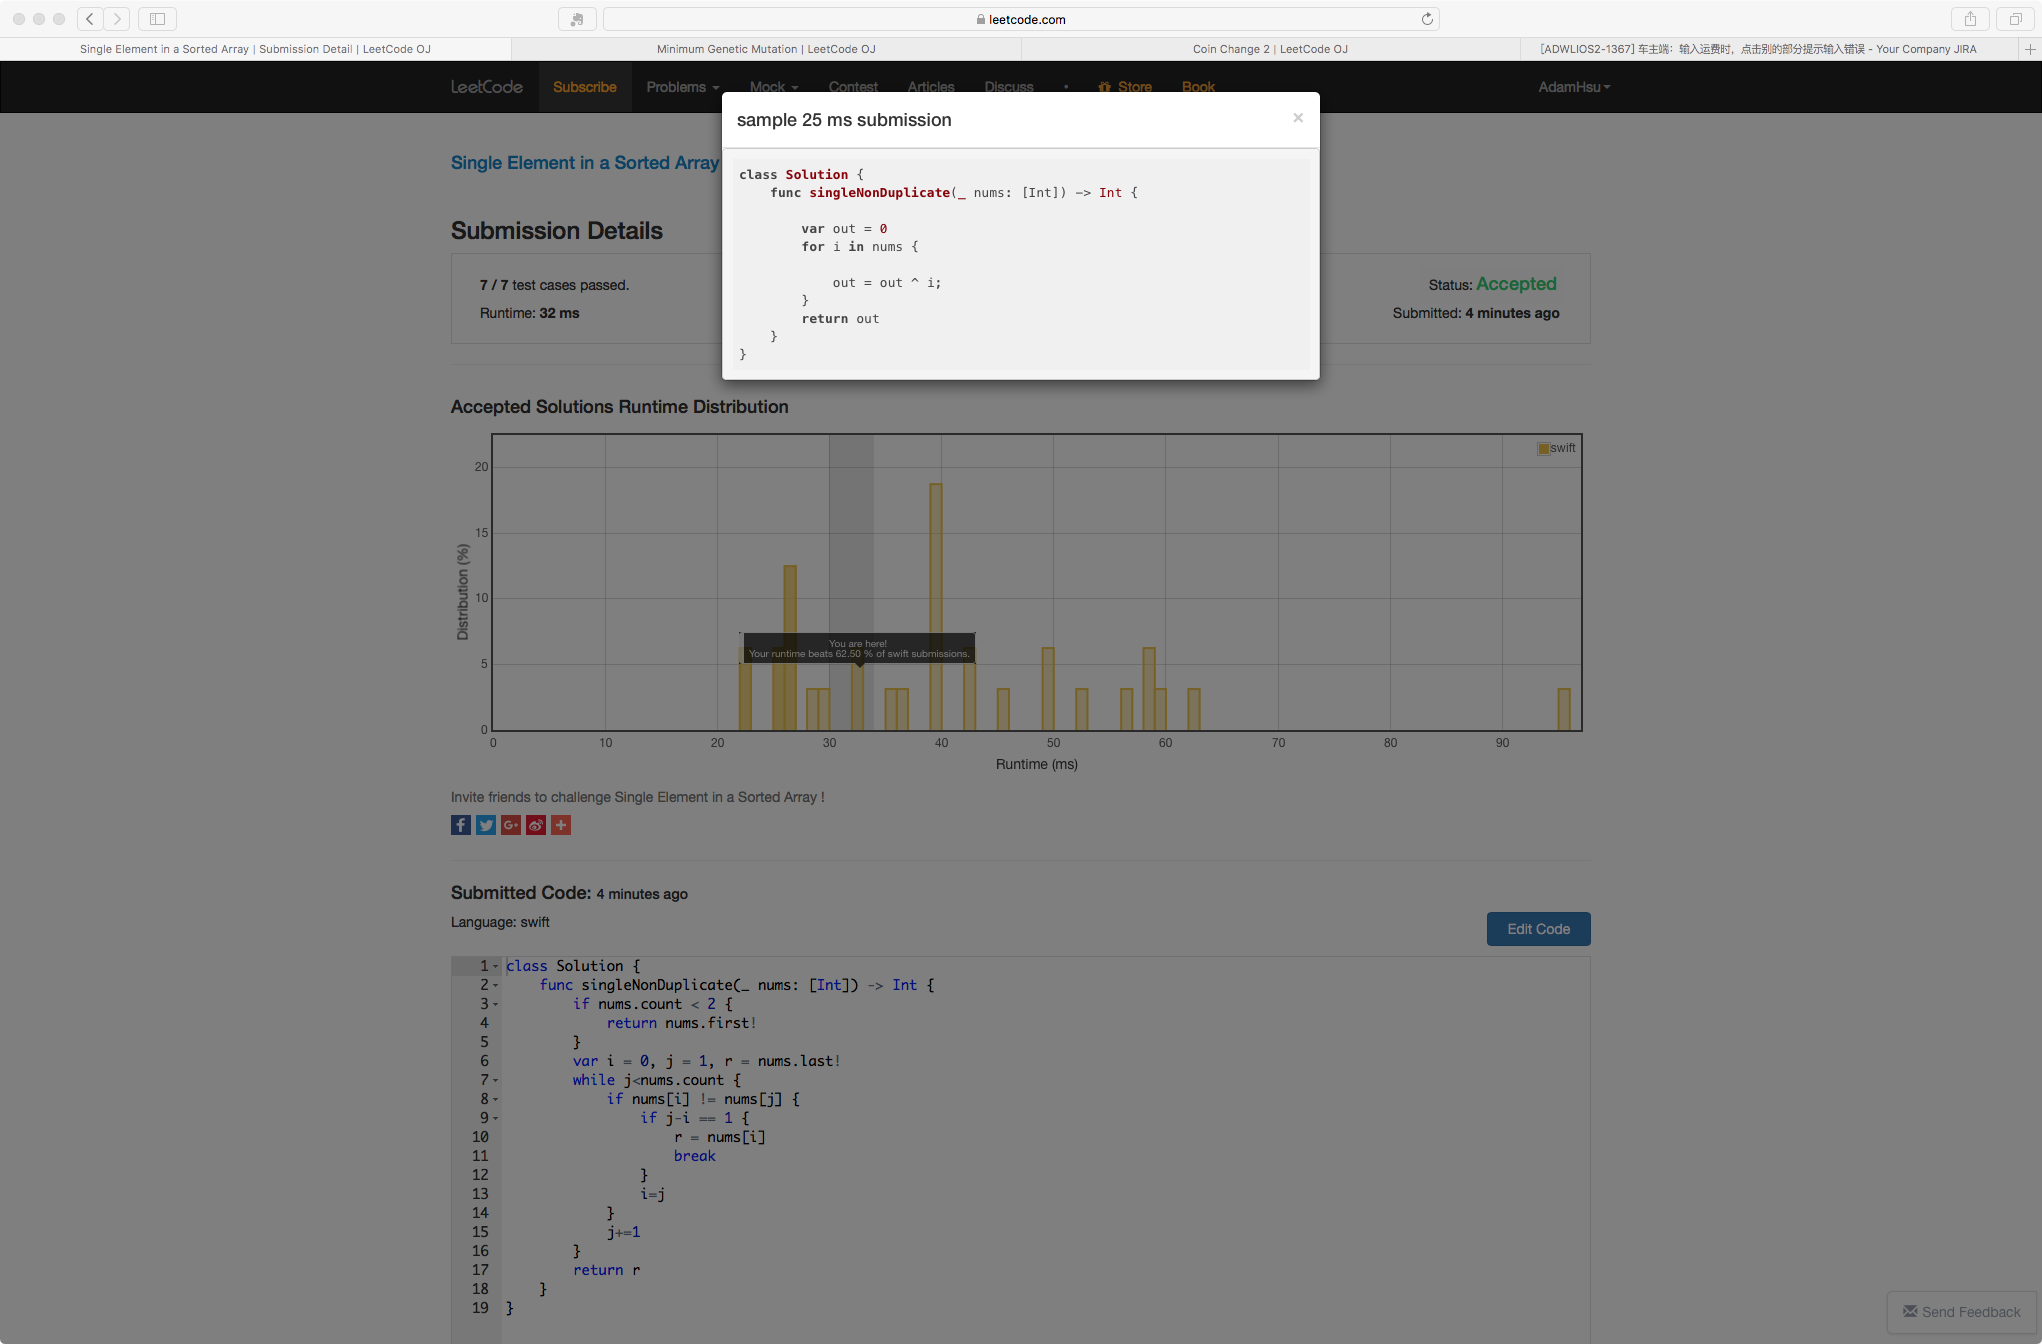 leetcode.com
Single Element in a Sorted Array | Submission Detail | LeetCode OJ
Minimum Genetic Mutation | LeetCode OJ
Coin Change 2 | LeetCode OJ
[ADWLIOS2-1367] 车主端：输入运费时，点击别的部分提示输入错误 - Your Company JIRA
LeetCode Subscribe Problems Mock Contest Articles Discuss • Store Book AdamHsu
sample 25 ms submission ×
class Solution {
func singleNonDuplicate(_ nums: [Int]) -> Int {
var out = 0
for i in nums {
out = out ^ i;
}
return out
}
}
Single Element in a Sorted Array
Submission Details
7 / 7 test cases passed.
Runtime: 32 ms
Status: Accepted
Submitted: 4 minutes ago
Accepted Solutions Runtime Distribution
swift
20
15
10
5
0
Distribution (%)
You are here!
Your runtime beats 62.50 % of swift submissions.
0 10 20 30 40 50 60 70 80 90
Runtime (ms)
Invite friends to challenge Single Element in a Sorted Array !
Submitted Code: 4 minutes ago
Language: swift
Edit Code
1 class Solution {
2 func singleNonDuplicate(_ nums: [Int]) -> Int {
3 if nums.count < 2 {
4 return nums.first!
5 }
6 var i = 0, j = 1, r = nums.last!
7 while j<nums.count {
8 if nums[i] != nums[j] {
9 if j-i == 1 {
10 r = nums[i]
11 break
12 }
13 i=j
14 }
15 j+=1
16 }
17 return r
18 }
19 }
Send Feedback